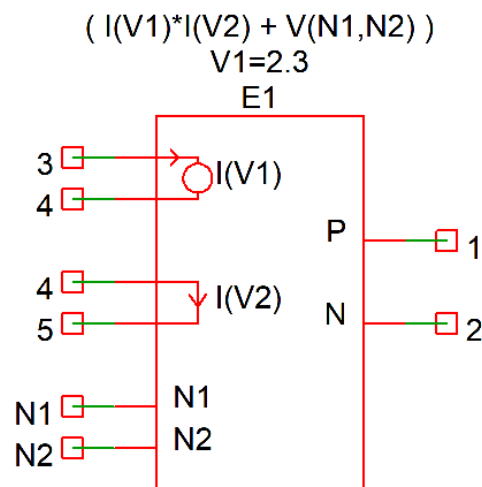 ( I(V1)*I(V2) + V(N1,N2) )
V1=2.3
E1
3
I(V1)
4
P
1
4
I(V2)
N
5
2
N1
N1
N2
N2